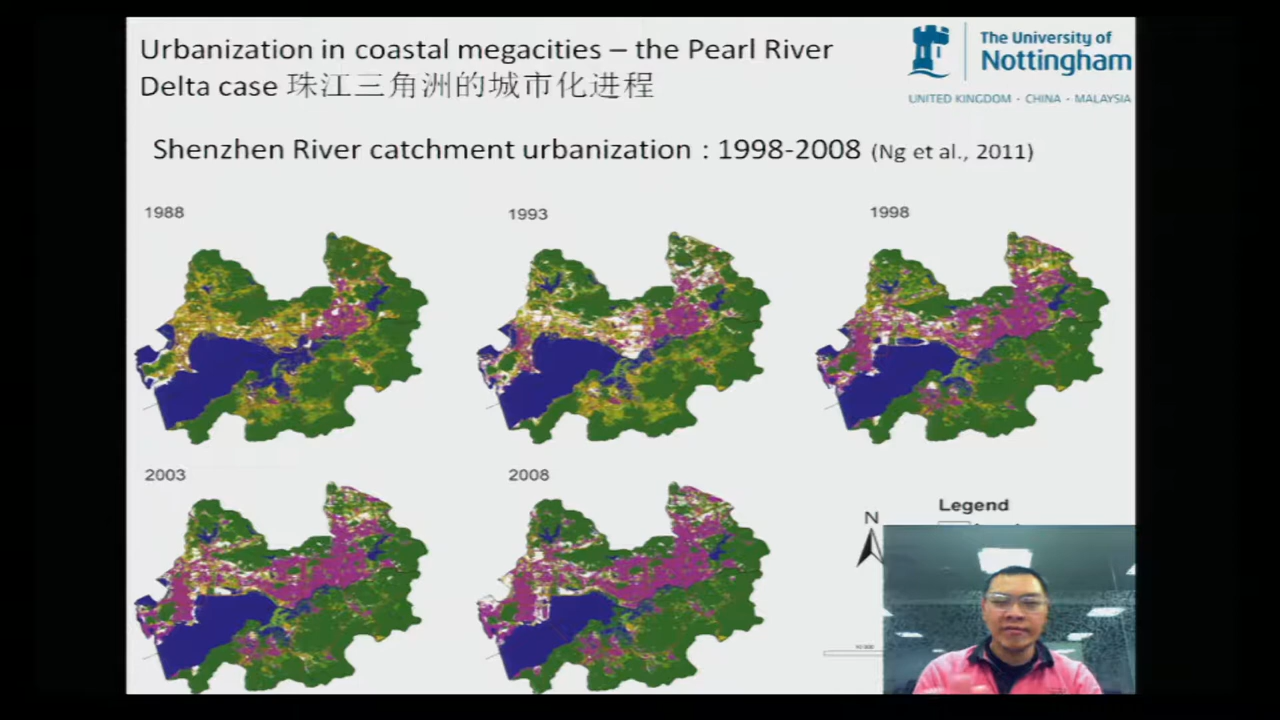 Urbanization in coastal megacities – the Pearl River
Delta case 珠江三角洲的城市化进程
The University of
Nottingham
UNITED KINGDOM · CHINA · MALAYSIA
Shenzhen River catchment urbanization : 1998-2008 (Ng et al., 2011)
1988
1993
1998
2003
2008
Legend
N